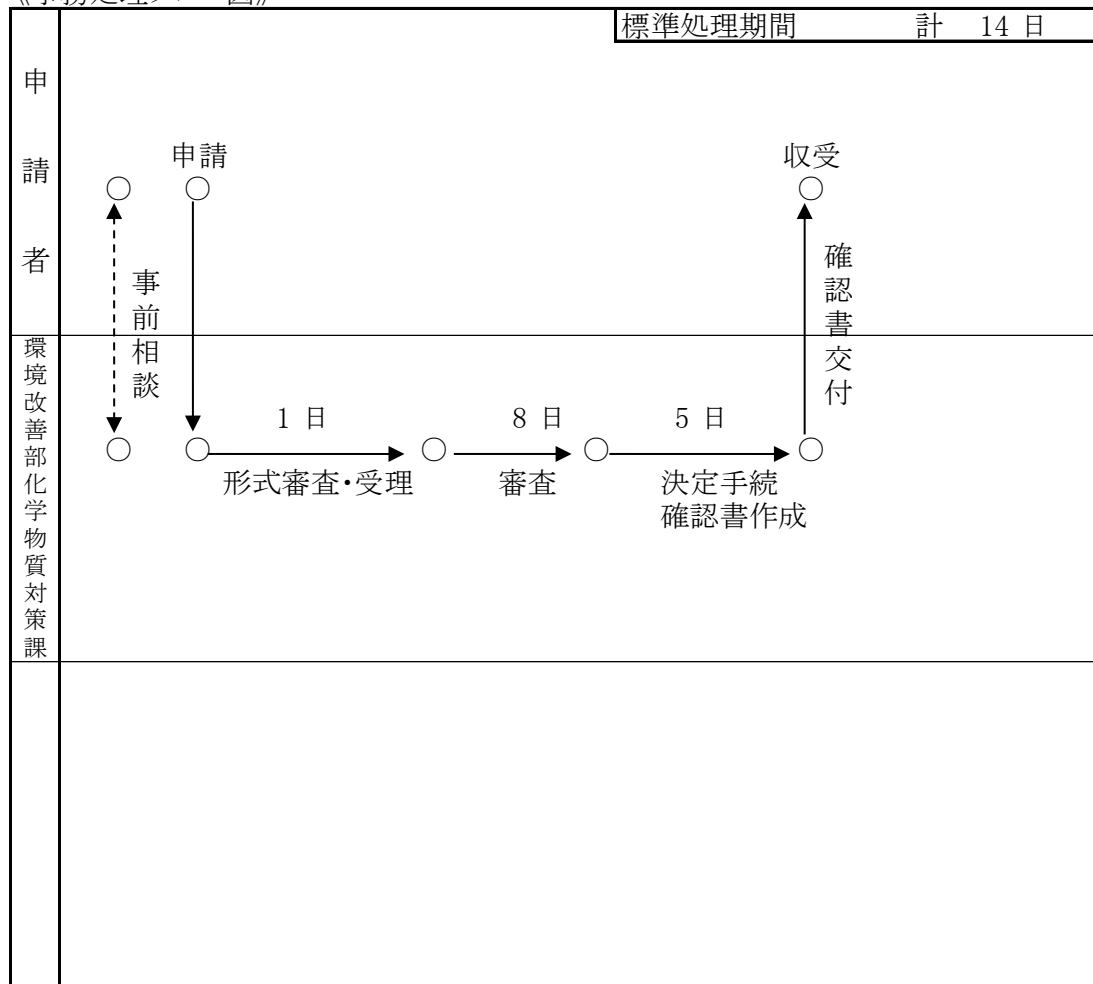 標準処理期間 計 14 日
申請者
申請
収受
事前相談
確認書交付
環境改善部化学物質対策課
1 日
8 日
5 日
形式審査・受理
審査
決定手続
確認書作成